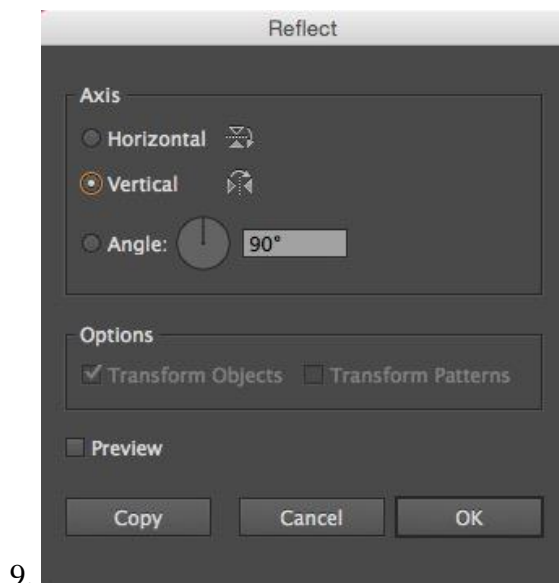 Reflect
Axis
Horizontal
Vertical
Angle: 90°
Options
Transform Objects Transform Patterns
Preview
Copy Cancel OK
9.